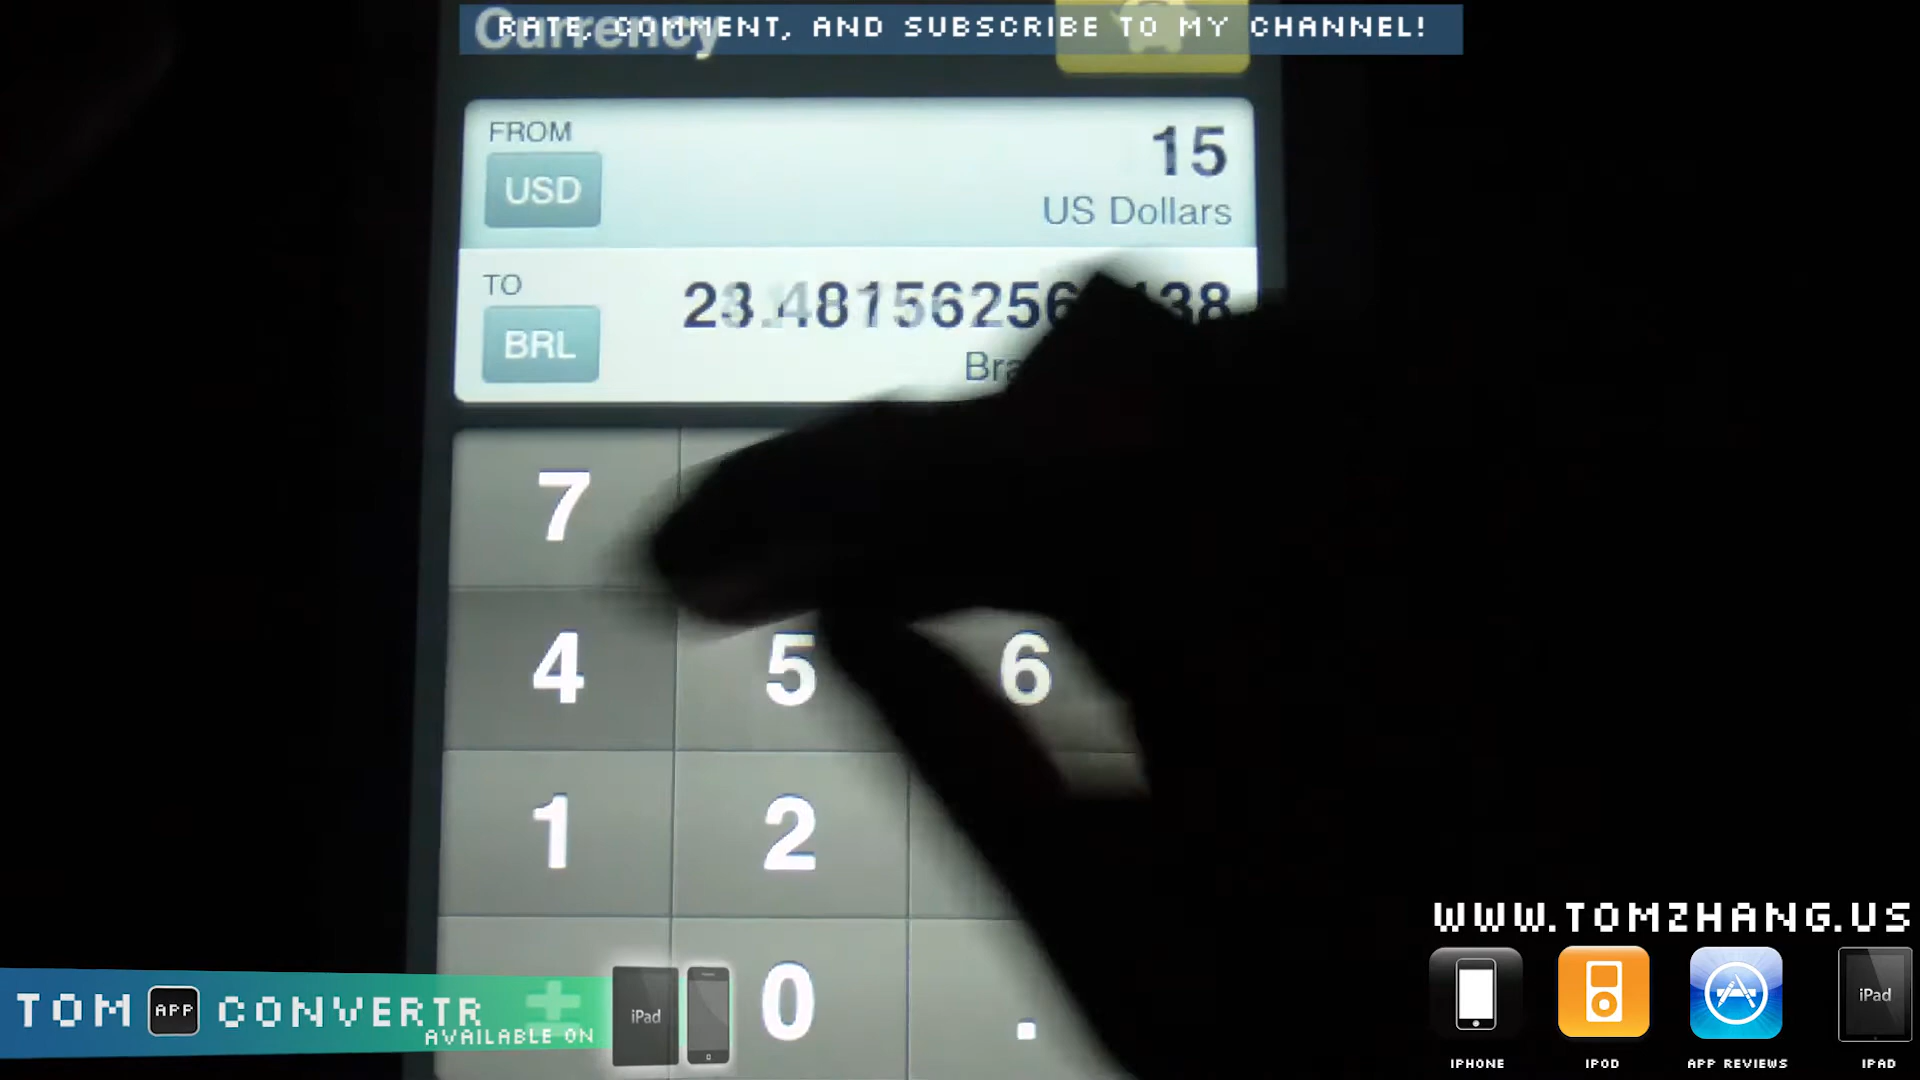 RATE, COMMENT, AND SUBSCRIBE TO MY CHANNEL!
Currency
FROM
15
USD
US Dollars
TO
BRL
7
4
5
6
1
2
0
.
WWW.TOMZHANG.US
TOM APP CONVERTR
AVAILABLE ON
iPad
iPad
IPHONE
IPOD
APP REVIEWS
IPAD